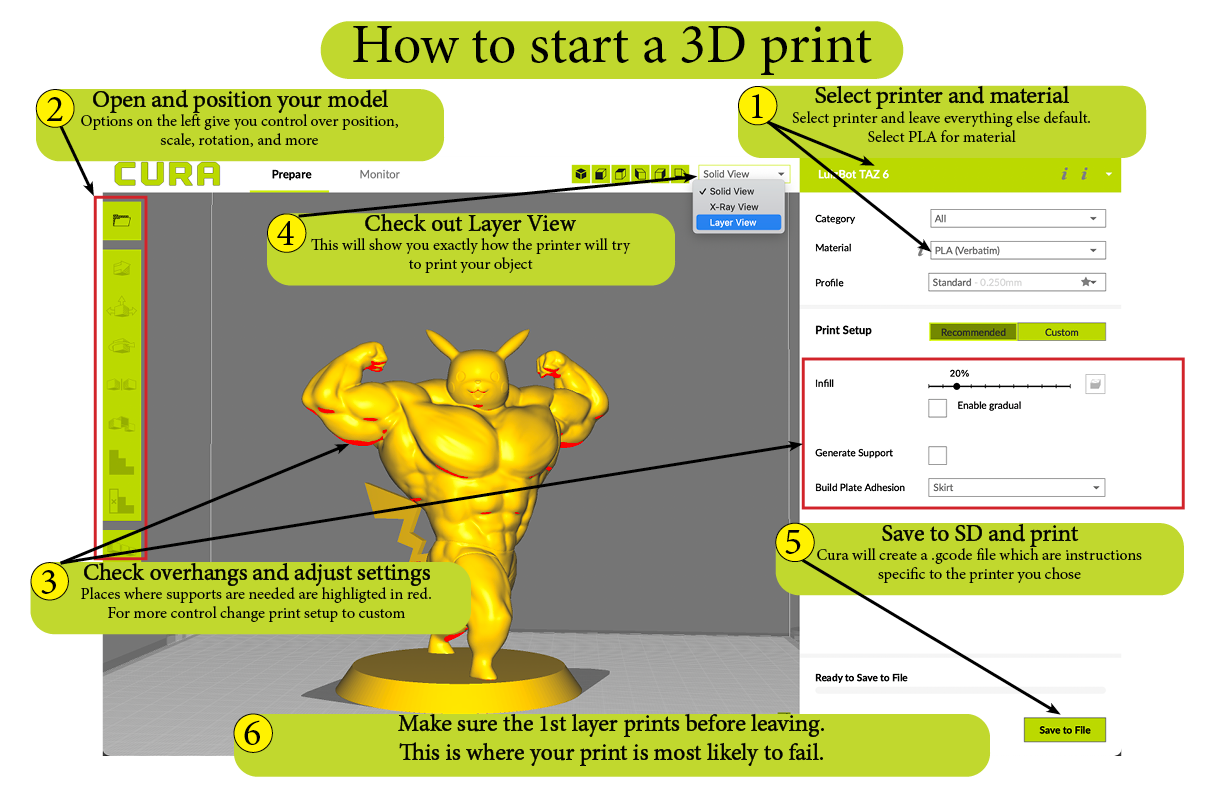 How to start a 3D print
2
Open and position your model
Options on the left give you control over position,
scale, rotation, and more
1
Select printer and material
Select printer and leave everything else default.
Select PLA for material
CURA
Prepare
Monitor
Solid View
Solid View
X-Ray View
Layer View
TAZ 6
i i
Category
All
Material
i
PLA (Verbatim)
Profile
Standard - 0.250mm
Print Setup
Recommended
Custom
4
Check out Layer View
This will show you exactly how the printer will try
to print your object
20%
Infill
Enable gradual
Generate Support
Build Plate Adhesion
Skirt
5
Save to SD and print
Cura will create a .gcode file which are instructions
specific to the printer you chose
3
Check overhangs and adjust settings
Places where supports are needed are highligted in red.
For more control change print setup to custom
Ready to Save to File
Save to File
6
Make sure the 1st layer prints before leaving.
This is where your print is most likely to fail.